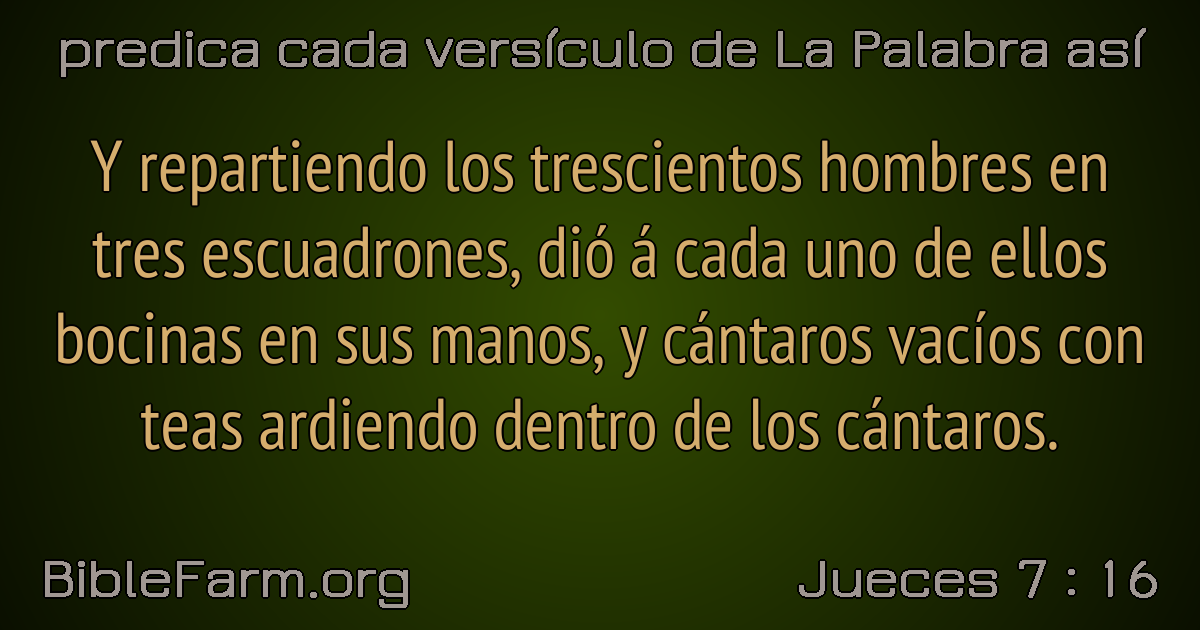 predica cada versículo de La Palabra así
Y repartiendo los trescientos hombres en
tres escuadrones, dió á cada uno de ellos
bocinas en sus manos, y cántaros vacíos con
teas ardiendo dentro de los cántaros.
BibleFarm.org
Jueces 7 : 16